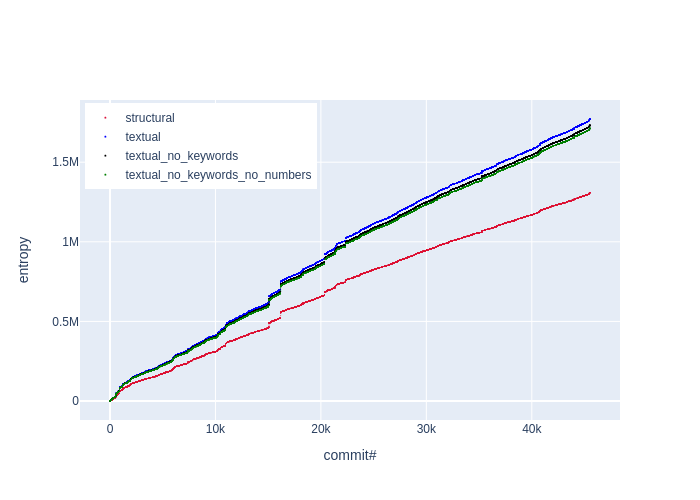 structural
textual
textual_no_keywords
textual_no_keywords_no_numbers
1.5M
1M
0.5M
0
entropy
0 10k 20k 30k 40k
commit#